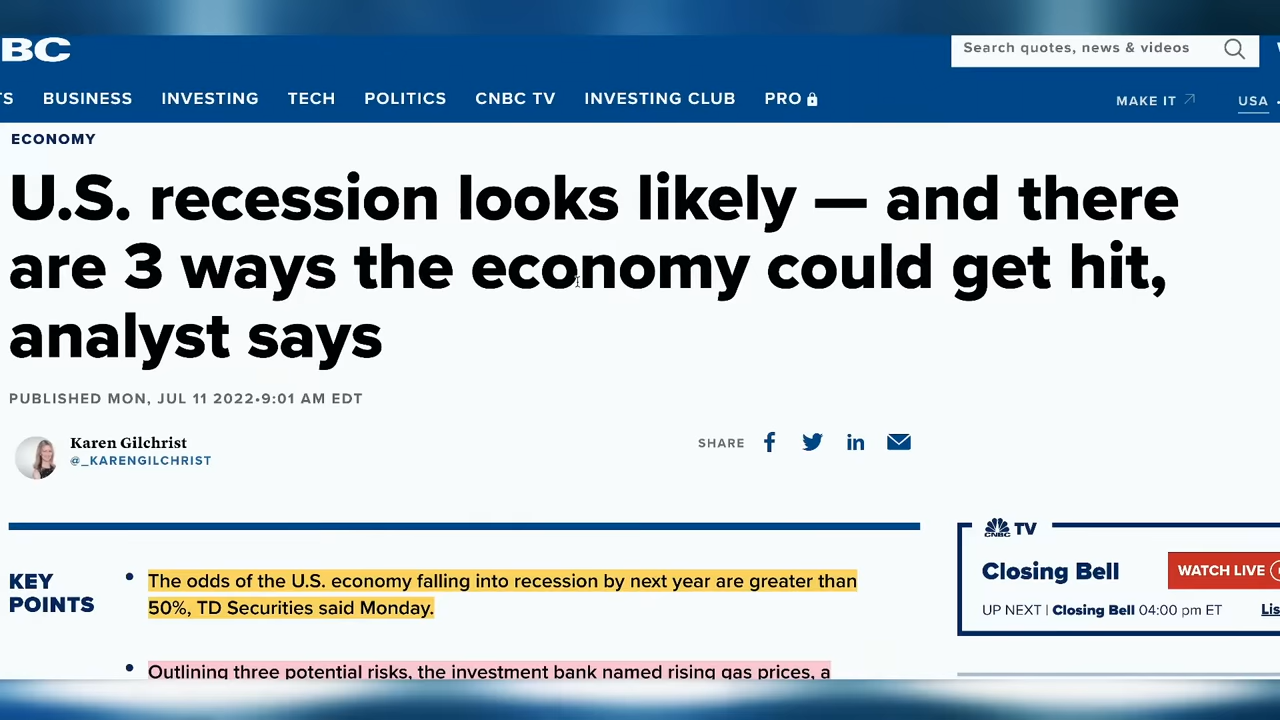 BC
Search quotes, news & videos
TS BUSINESS INVESTING TECH POLITICS CNBC TV INVESTING CLUB PRO
MAKE IT
USA
ECONOMY
U.S. recession looks likely — and there
are 3 ways the economy could get hit,
analyst says
PUBLISHED MON, JUL 11 2022•9:01 AM EDT
Karen Gilchrist
@_KARENGILCHRIST
SHARE
KEY
POINTS
• The odds of the U.S. economy falling into recession by next year are greater than
50%, TD Securities said Monday.
• Outlining three potential risks, the investment bank named rising gas prices, a
CNBC TV
Closing Bell
WATCH LIVE
UP NEXT | Closing Bell 04:00 pm ET
Lis